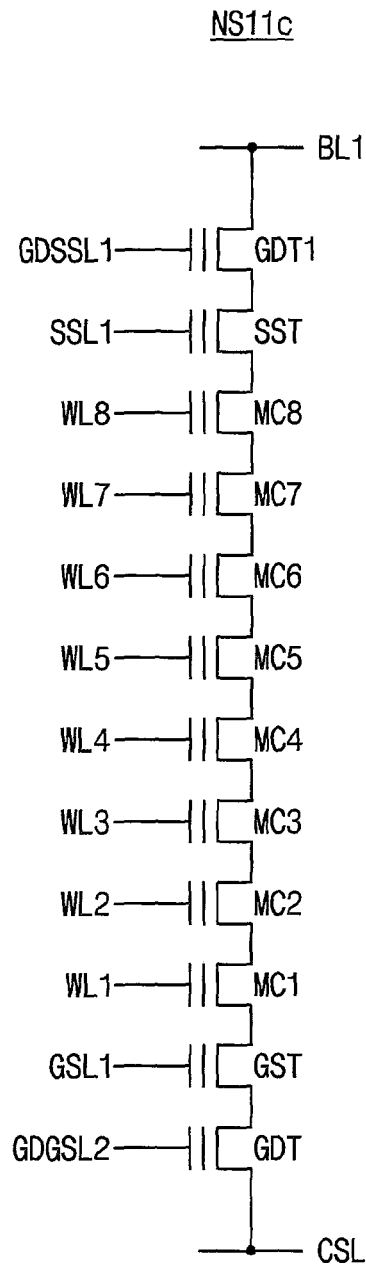 NS11c
BL1
GDSSL1 GDT1
SSL1 SST
WL8 MC8
WL7 MC7
WL6 MC6
WL5 MC5
WL4 MC4
WL3 MC3
WL2 MC2
WL1 MC1
GSL1 GST
GDGSL2 GDT
CSL